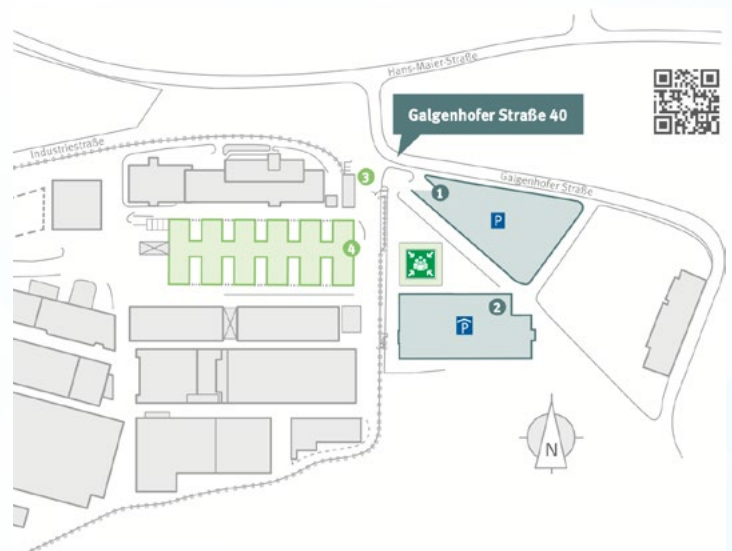 Hans-Maier-Straße
Galgenhofer Straße 40
Industriestraße
Galgenhofer Straße
3
1
P
4
2
P
N